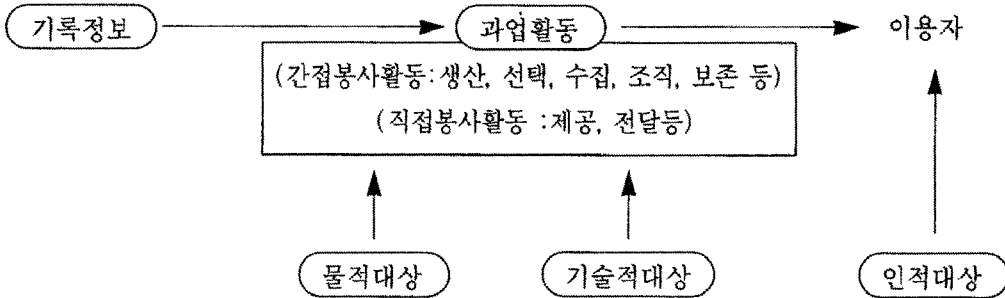 기록정보 과업활동 이용자
(간접봉사활동:생산, 선택, 수집, 조직, 보존 등)
(직접봉사활동 :제공, 전달등)
물적대상 기술적대상 인적대상